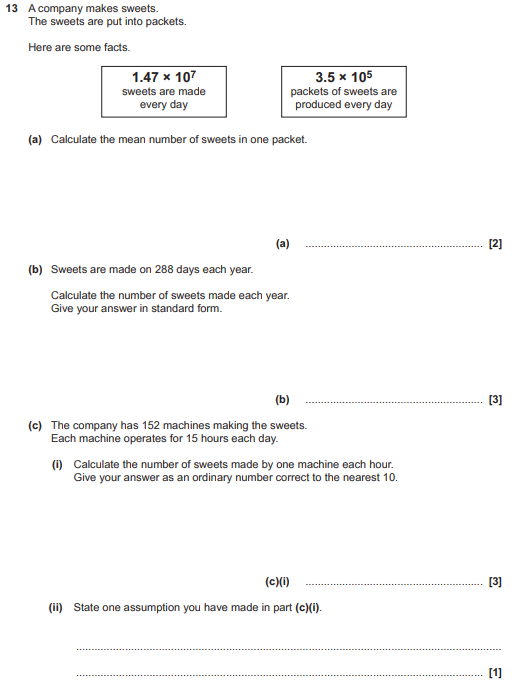 13 A company makes sweets.
The sweets are put into packets.
Here are some facts.
1.47 × 10⁷
sweets are made
every day
3.5 × 10⁵
packets of sweets are
produced every day
(a) Calculate the mean number of sweets in one packet.
(a) .......................................................... [2]
(b) Sweets are made on 288 days each year.
Calculate the number of sweets made each year.
Give your answer in standard form.
(b) .......................................................... [3]
(c) The company has 152 machines making the sweets.
Each machine operates for 15 hours each day.
(i) Calculate the number of sweets made by one machine each hour.
Give your answer as an ordinary number correct to the nearest 10.
(c)(i) .......................................................... [3]
(ii) State one assumption you have made in part (c)(i).
..........................................................................................................................................
.................................................................................................................................... [1]